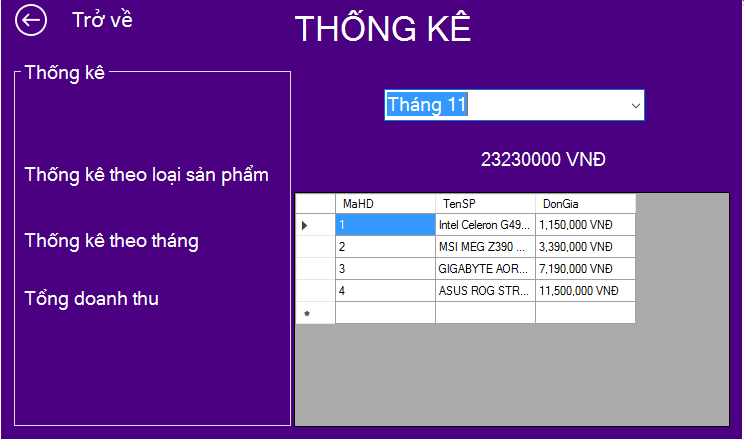 Trở về
THỐNG KÊ
Thống kê
Thống kê theo loại sản phẩm
Thống kê theo tháng
Tổng doanh thu
Tháng 11
23230000 VNĐ
MaHD TenSP DonGia
1 Intel Celeron G49... 1,150,000 VNĐ
2 MSI MEG Z390 ... 3,390,000 VNĐ
3 GIGABYTE AOR... 7,190,000 VNĐ
4 ASUS ROG STR... 11,500,000 VNĐ
*